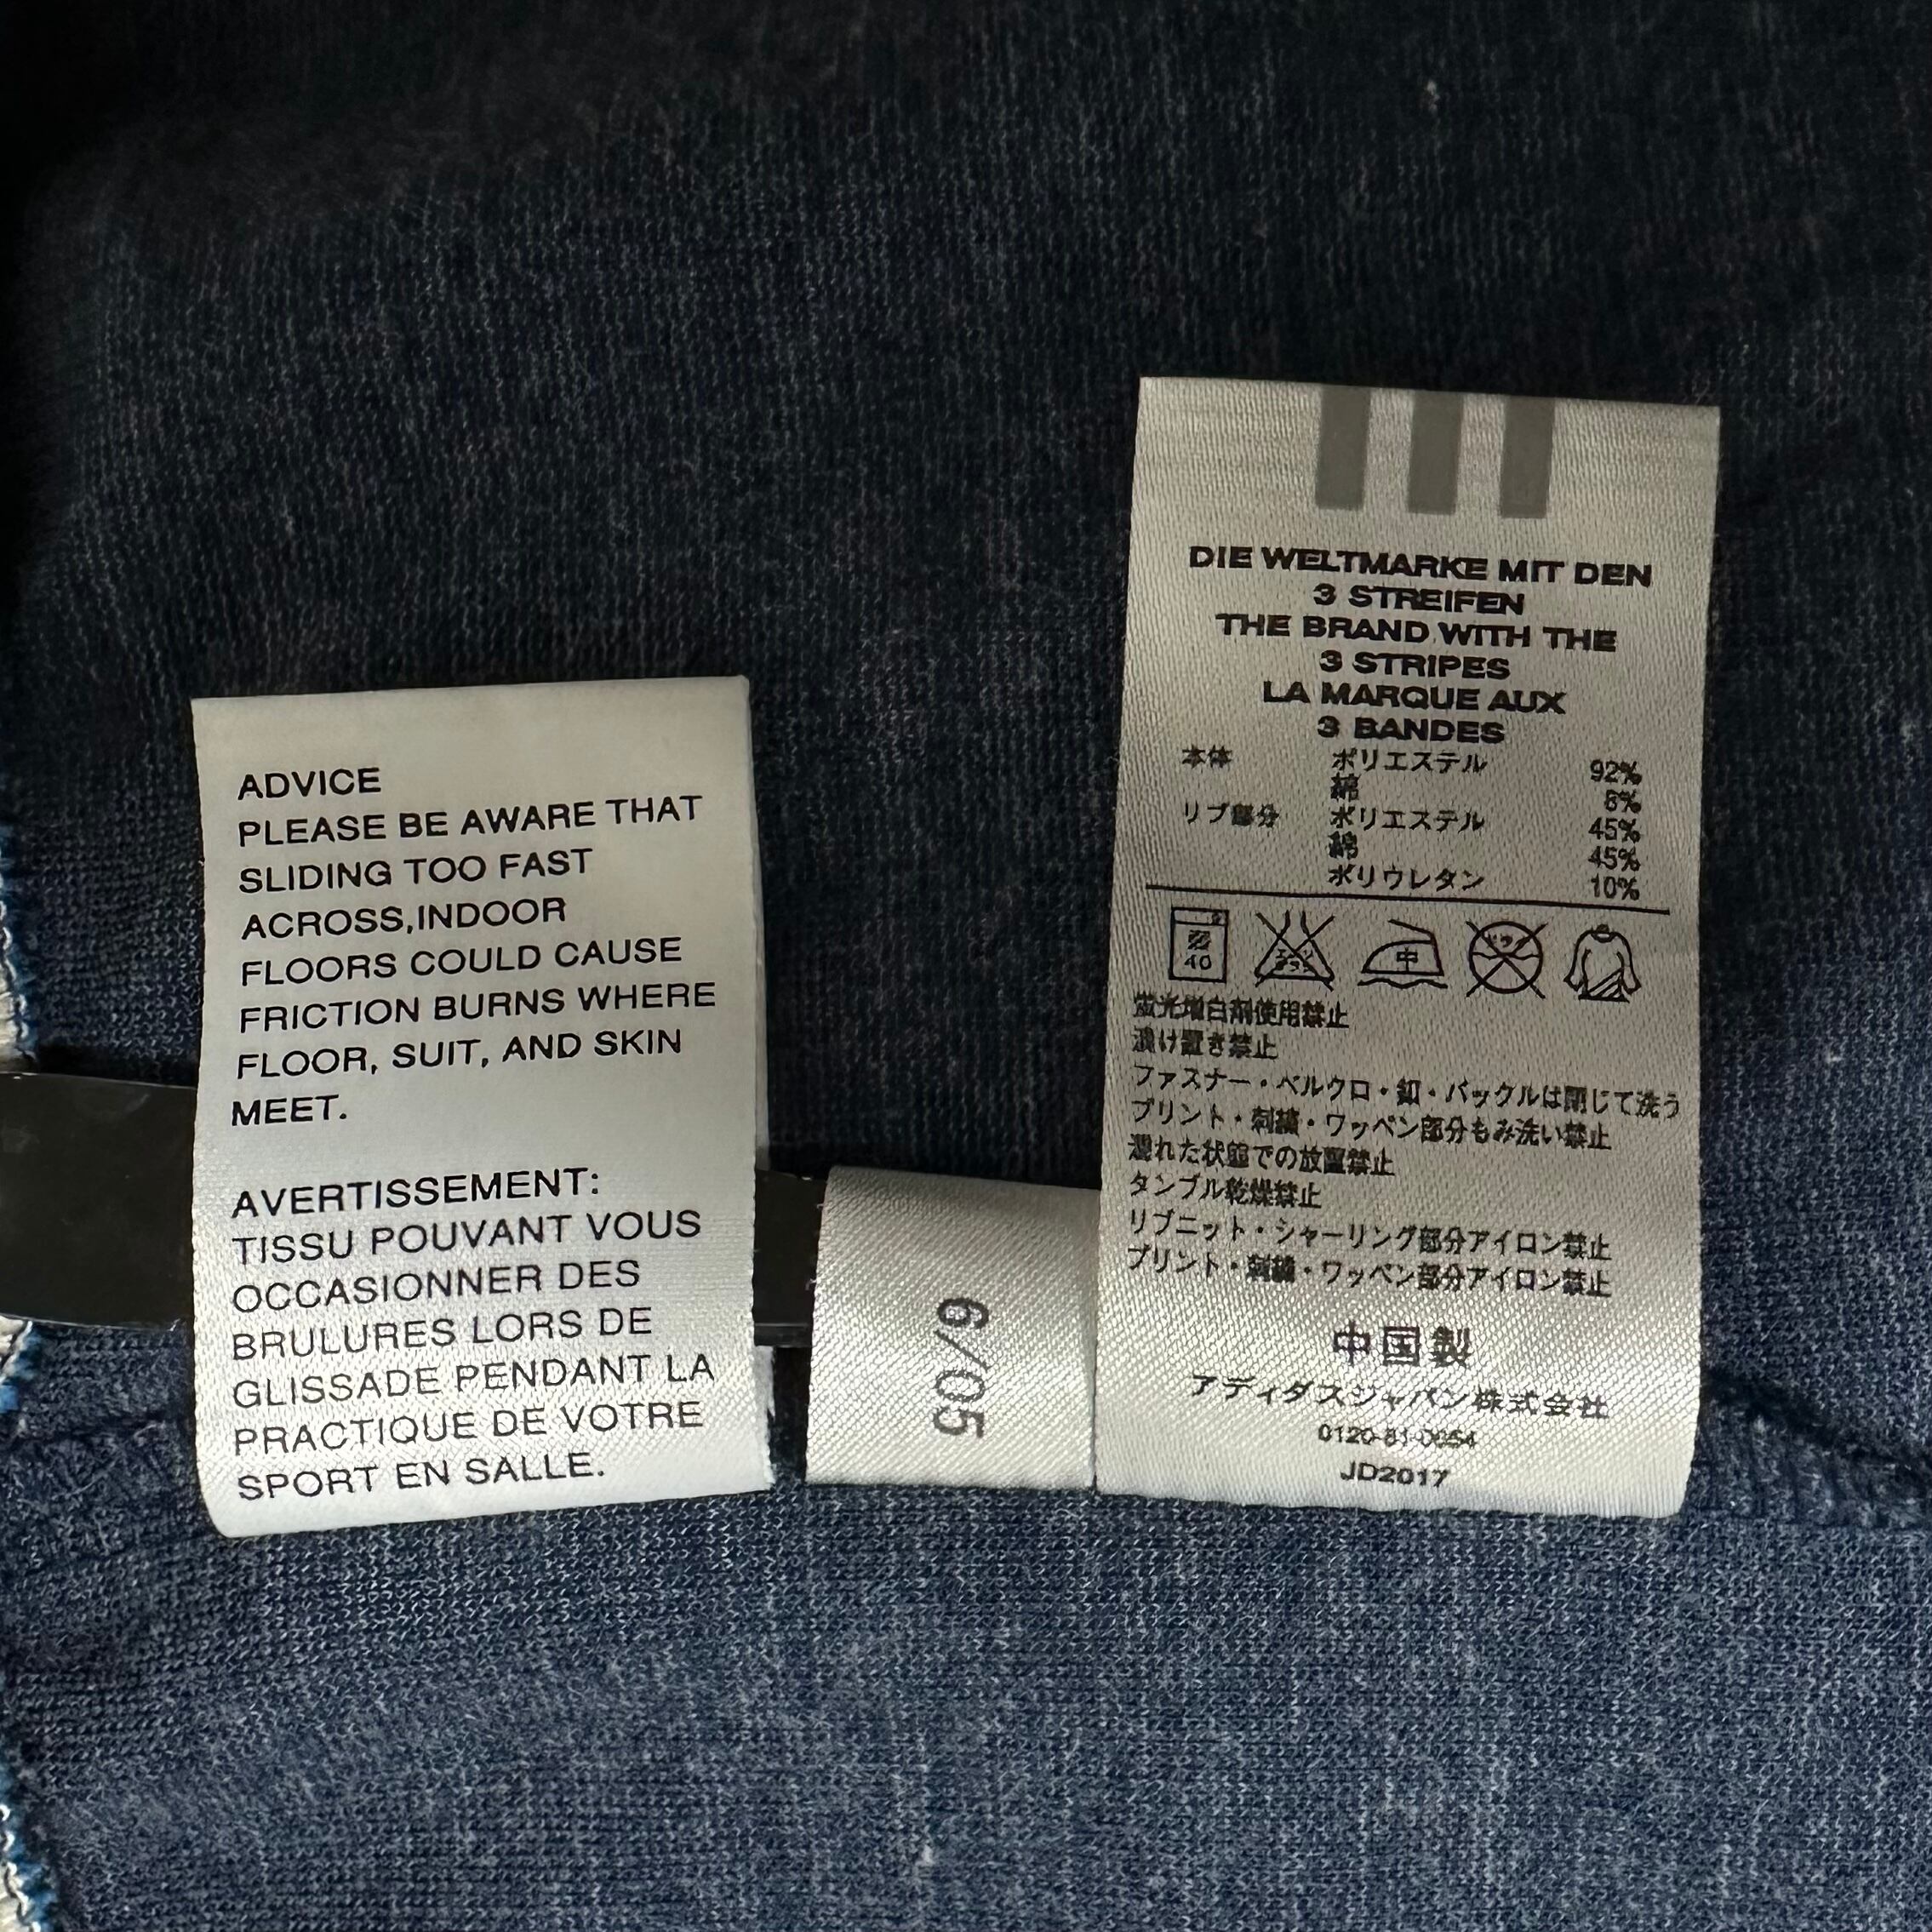 ADVICE
PLEASE BE AWARE THAT
SLIDING TOO FAST
ACROSS,INDOOR
FLOORS COULD CAUSE
FRICTION BURNS WHERE
FLOOR, SUIT, AND SKIN
MEET.
AVERTISSEMENT:
TISSU POUVANT VOUS
OCCASIONNER DES
BRULURES LORS DE
GLISSADE PENDANT LA
PRACTIQUE DE VOTRE
SPORT EN SALLE.
6/05
DIE WELTMARKE MIT DEN
3 STREIFEN
THE BRAND WITH THE
3 STRIPES
LA MARQUE AUX
3 BANDES
本体 ポリエステル 92%
綿 8%
リブ部分 ポリエステル 45%
綿 45%
ポリウレタン 10%
40 中
蛍光増白剤使用禁止
漬け置き禁止
ファスナー・ベルクロ・釦・バックルは閉じて洗う
プリント・刺繍・ワッペン部分もみ洗い禁止
濡れた状態での放置禁止
タンブル乾燥禁止
リブニット・シャーリング部分アイロン禁止
プリント・刺繍・ワッペン部分アイロン禁止
中国製
アディダスジャパン株式会社
JD2017